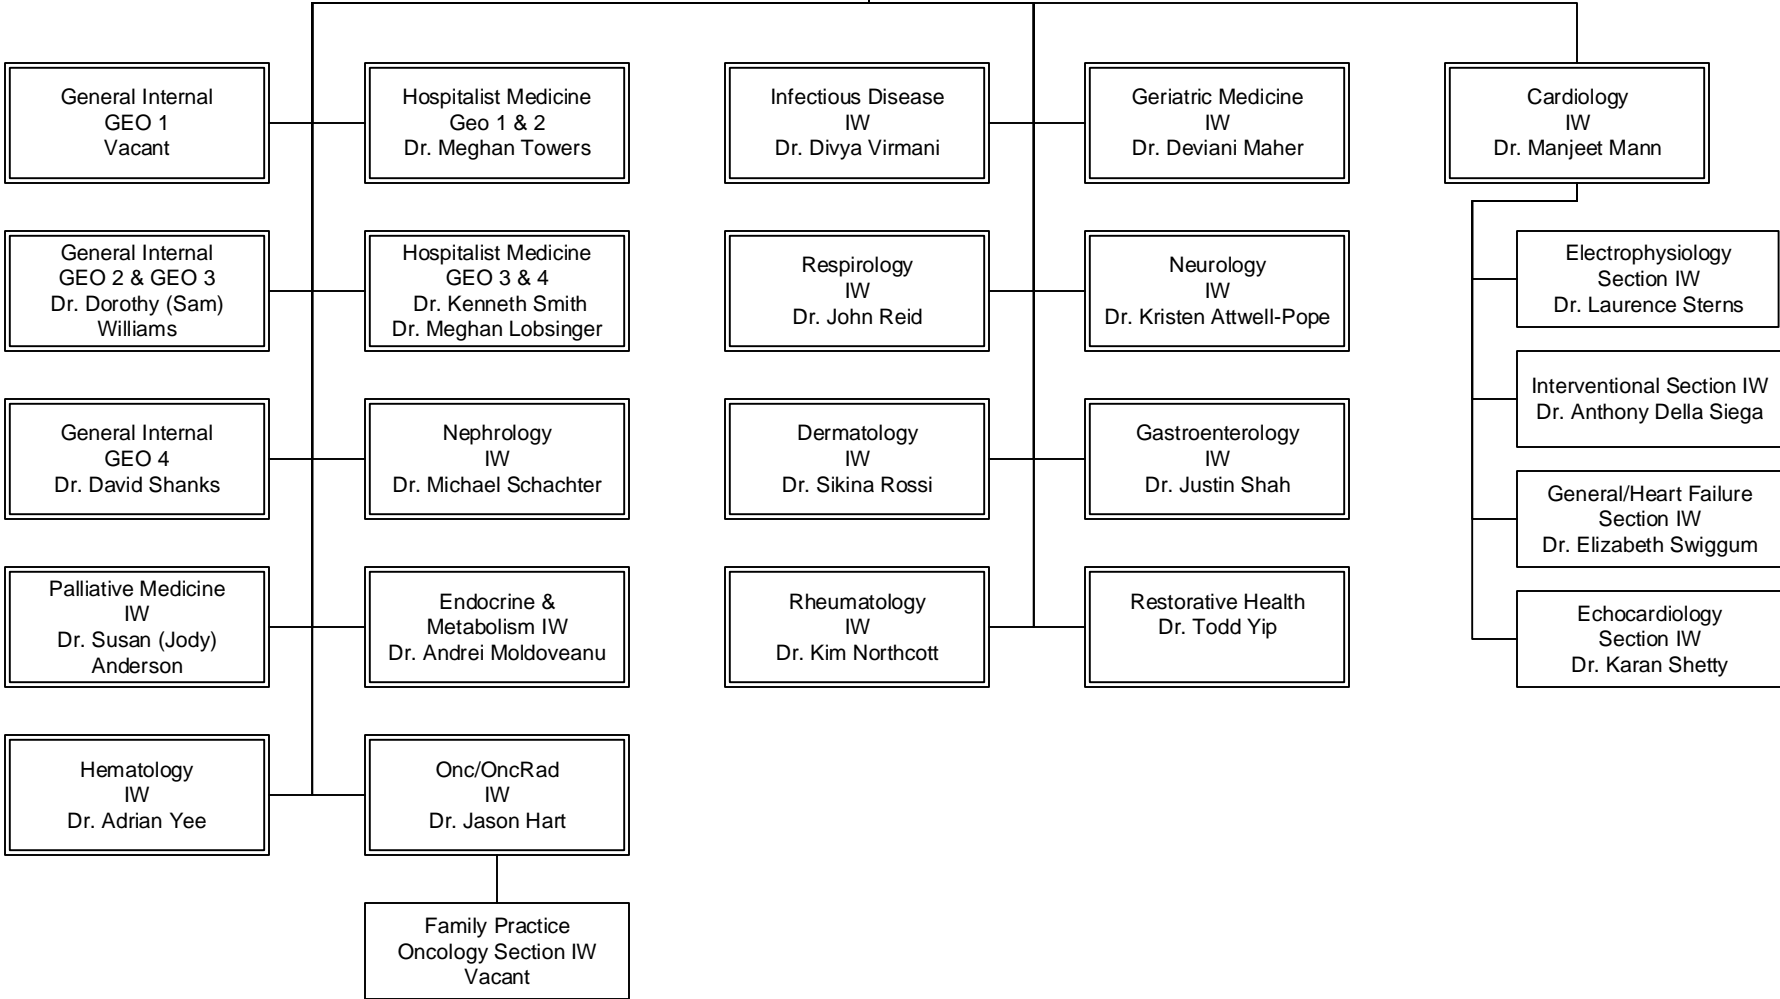 General Internal
GEO 1
Vacant
Hospitalist Medicine
Geo 1 & 2
Dr. Meghan Towers
Infectious Disease
IW
Dr. Divya Virmani
Geriatric Medicine
IW
Dr. Deviani Maher
Cardiology
IW
Dr. Manjeet Mann
General Internal
GEO 2 & GEO 3
Dr. Dorothy (Sam)
Williams
Hospitalist Medicine
GEO 3 & 4
Dr. Kenneth Smith
Dr. Meghan Lobsinger
Respirology
IW
Dr. John Reid
Neurology
IW
Dr. Kristen Attwell-Pope
Electrophysiology
Section IW
Dr. Laurence Sterns
Interventional Section IW
Dr. Anthony Della Siega
General Internal
GEO 4
Dr. David Shanks
Nephrology
IW
Dr. Michael Schachter
Dermatology
IW
Dr. Sikina Rossi
Gastroenterology
IW
Dr. Justin Shah
General/Heart Failure
Section IW
Dr. Elizabeth Swiggum
Palliative Medicine
IW
Dr. Susan (Jody)
Anderson
Endocrine &
Metabolism IW
Dr. Andrei Moldoveanu
Rheumatology
IW
Dr. Kim Northcott
Restorative Health
Dr. Todd Yip
Echocardiology
Section IW
Dr. Karan Shetty
Hematology
IW
Dr. Adrian Yee
Onc/OncRad
IW
Dr. Jason Hart
Family Practice
Oncology Section IW
Vacant